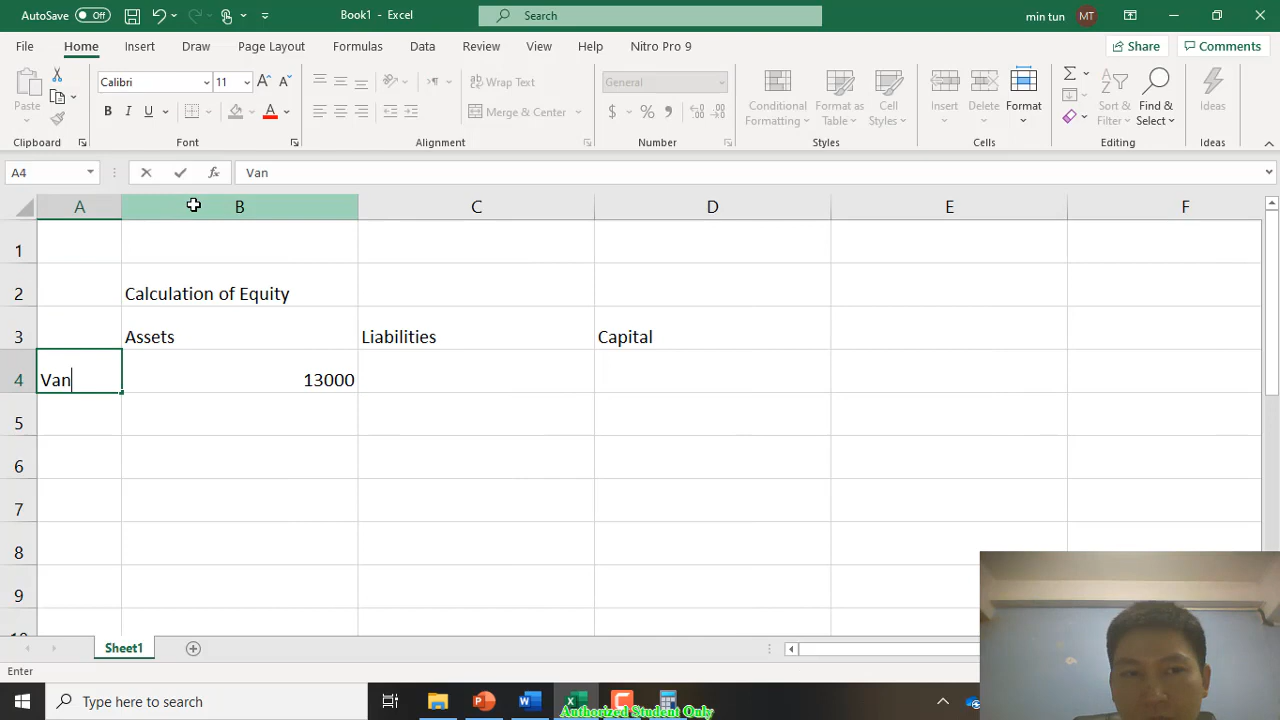 AutoSave Off Book1 - Excel Search min tun MT
File Home Insert Draw Page Layout Formulas Data Review View Help Nitro Pro 9 Share Comments
Calibri 11 Wrap Text General
Paste B I U Merge & Center $ % Conditional Formatting Format as Table Cell Styles Insert Delete Format Sort & Filter Find & Select Ideas
Clipboard Font Alignment Number Styles Cells Editing Ideas
A4 fx Van
A B C D E F
1
2 Calculation of Equity
3 Assets Liabilities Capital
4 Van 13000
5
6
7
8
9
Sheet1
Enter
Type here to search
Authorized Student Only